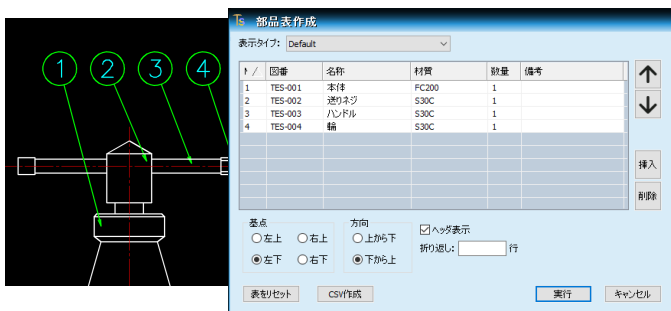 1 2 3 4
Ts 部品表作成
表示タイプ: Default
ﾄ / 図番 名称 材質 数量 備考
1 TES-001 本体 FC200 1
2 TES-002 送りネジ S30C 1
3 TES-003 ハンドル S30C 1
4 TES-004 輪 S30C 1
挿入
削除
基点 方向
左上 右上 上から下
左下 右下 下から上
ヘッダ表示
折り返し: 行
表をリセット CSV作成 実行 キャンセル